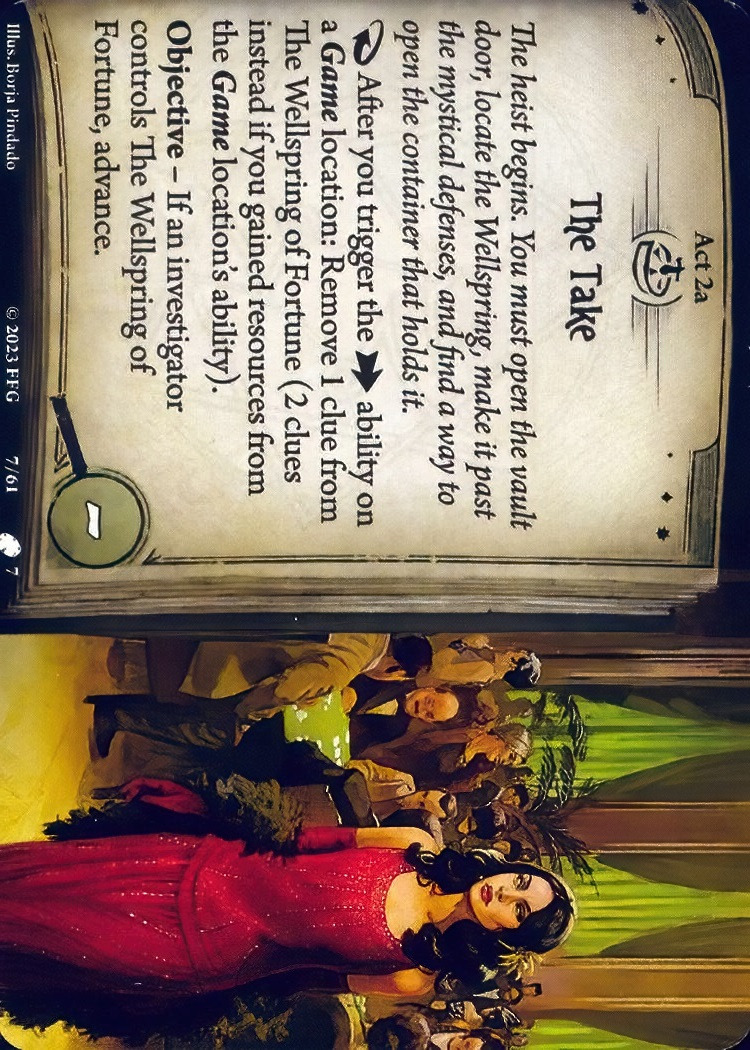 Act 2a
The Take
The heist begins. You must open the vault
door, locate the Wellspring, make it past
the mystical defenses, and find a way to
open the container that holds it.
After you trigger the ability on
a Game location: Remove 1 clue from
The Wellspring of Fortune (2 clues
instead if you gained resources from
the Game location's ability).
Objective – If an investigator
controls The Wellspring of
Fortune, advance.
–
Illus. Borja Pindado © 2023 FFG 7/61 7